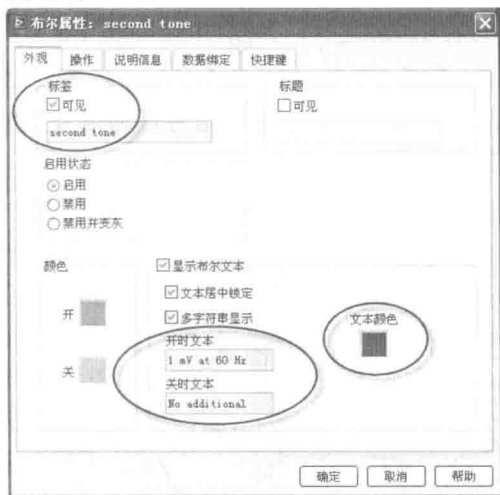 布尔属性： second tone
外观 操作 说明信息 数据绑定 快捷键
标签
可见
second tone
标题
可见
启用状态
启用
禁用
禁用并变灰
颜色
开
关
显示布尔文本
文本居中锁定
多字符串显示
开时文本
1 mV at 60 Hz
关时文本
No additional
文本颜色
确定 取消 帮助